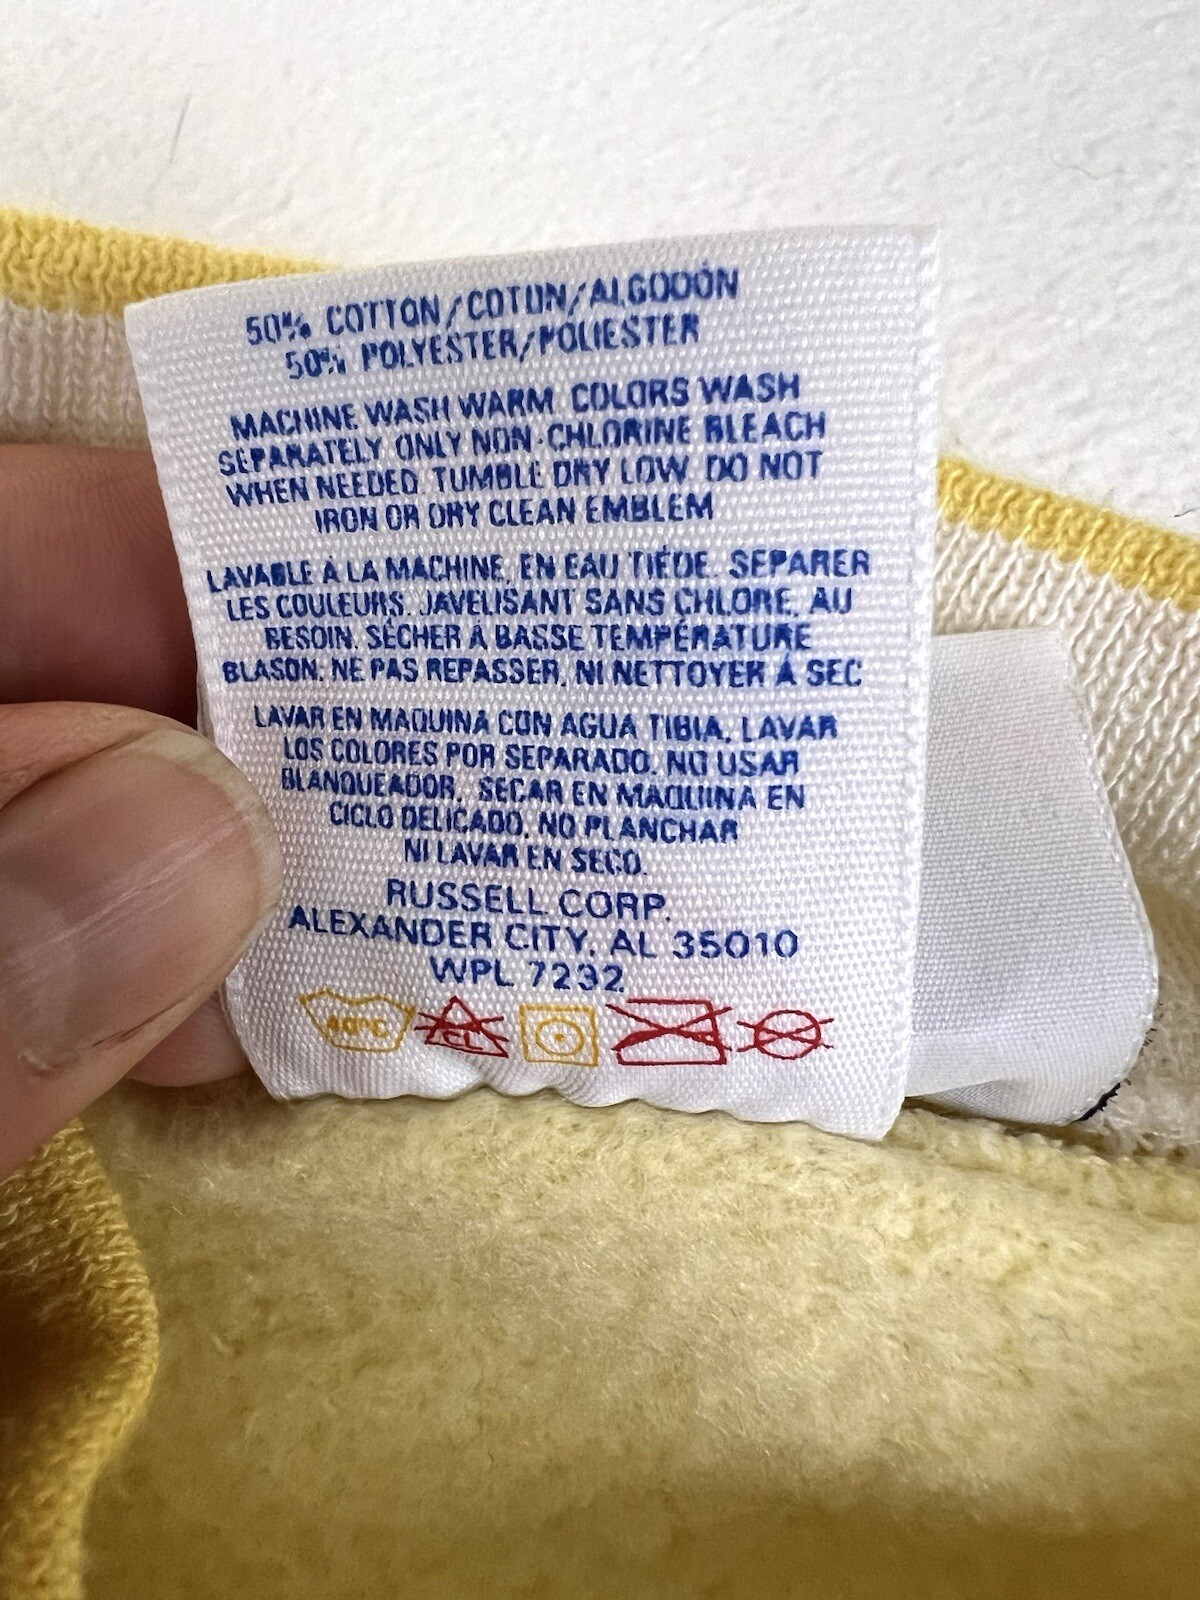 50% COTTON/COTON/ALGODÓN
50% POLYESTER/POLIESTER
MACHINE WASH WARM. COLORS WASH
SEPARATELY. ONLY NON-CHLORINE BLEACH
WHEN NEEDED. TUMBLE DRY LOW. DO NOT
IRON OR DRY CLEAN EMBLEM
LAVABLE À LA MACHINE, EN EAU TIÉDE. SEPARER
LES COULEURS. JAVELISANT SANS CHLORE, AU
BESOIN. SÉCHER À BASSE TEMPÉRATURE
BLASON: NE PAS REPASSER, NI NETTOYER À SEC
LAVAR EN MAQUINA CON AGUA TIBIA. LAVAR
LOS COLORES POR SEPARADO. NO USAR
BLANQUEADOR. SECAR EN MAQUINA EN
CICLO DELICADO. NO PLANCHAR
NI LAVAR EN SECO.
RUSSELL CORP.
ALEXANDER CITY, AL 35010
WPL 7232
40°C CL